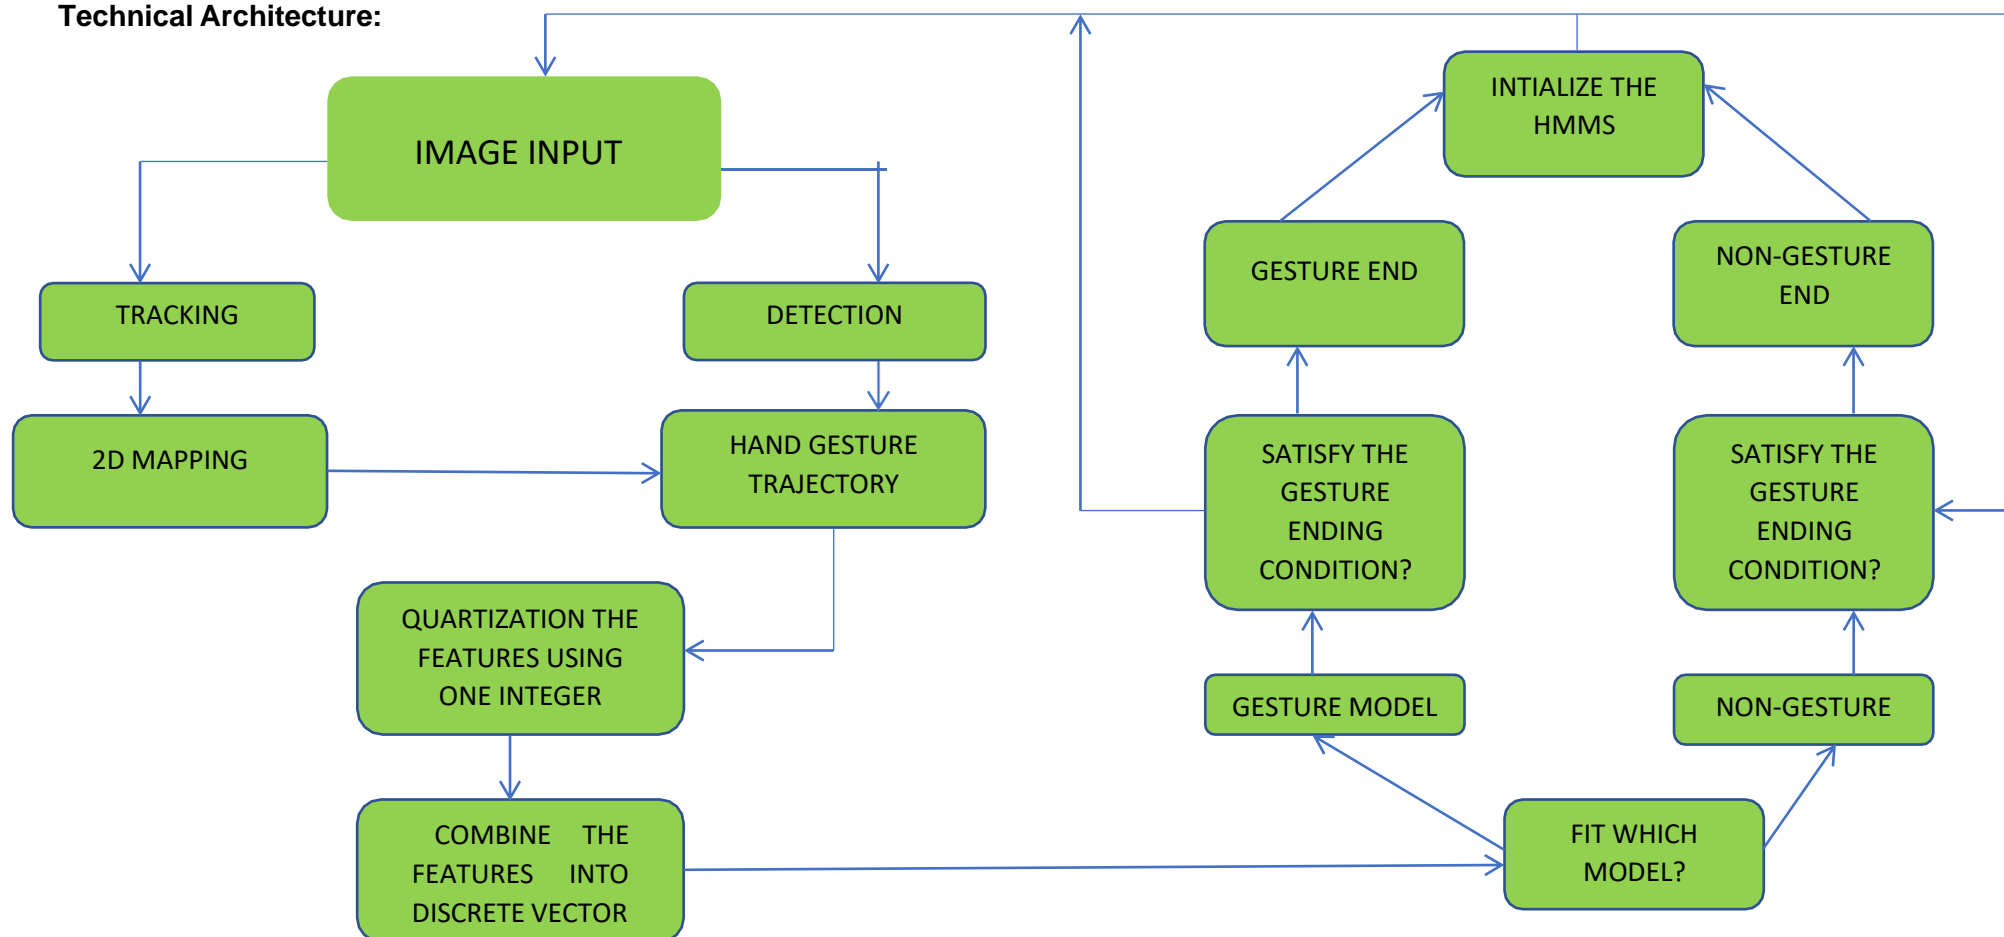 Technical Architecture:
IMAGE INPUT
TRACKING
DETECTION
2D MAPPING
HAND GESTURE
TRAJECTORY
QUARTIZATION THE
FEATURES USING
ONE INTEGER
COMBINE THE
FEATURES INTO
DISCRETE VECTOR
INTIALIZE THE
HMMS
GESTURE END
NON-GESTURE
END
SATISFY THE
GESTURE
ENDING
CONDITION?
SATISFY THE
GESTURE
ENDING
CONDITION?
GESTURE MODEL
NON-GESTURE
FIT WHICH
MODEL?